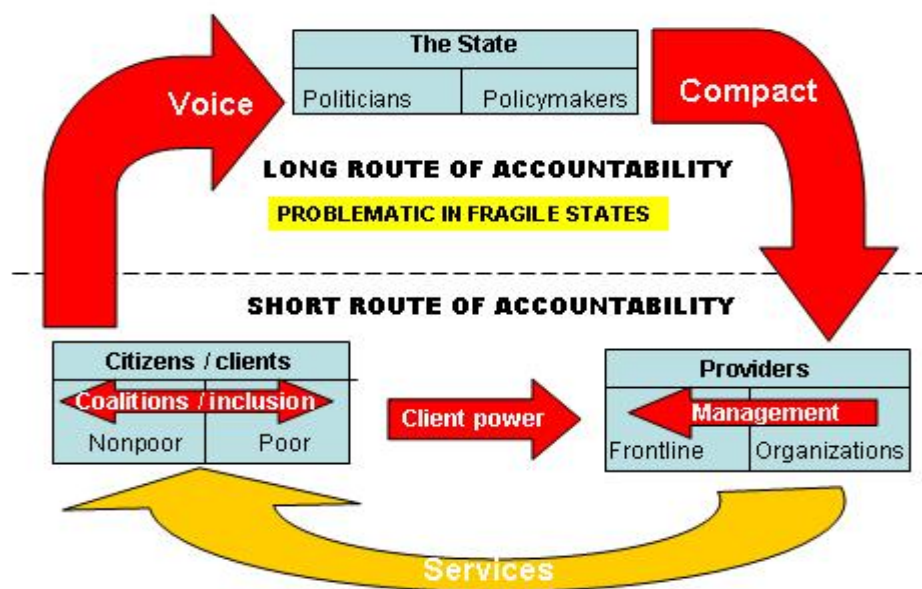 The State
Politicians
Policymakers
Voice
Compact
LONG ROUTE OF ACCOUNTABILITY
PROBLEMATIC IN FRAGILE STATES
SHORT ROUTE OF ACCOUNTABILITY
Citizens / clients
Coalitions / inclusion
Nonpoor
Poor
Client power
Providers
Management
Frontline
Organizations
Services